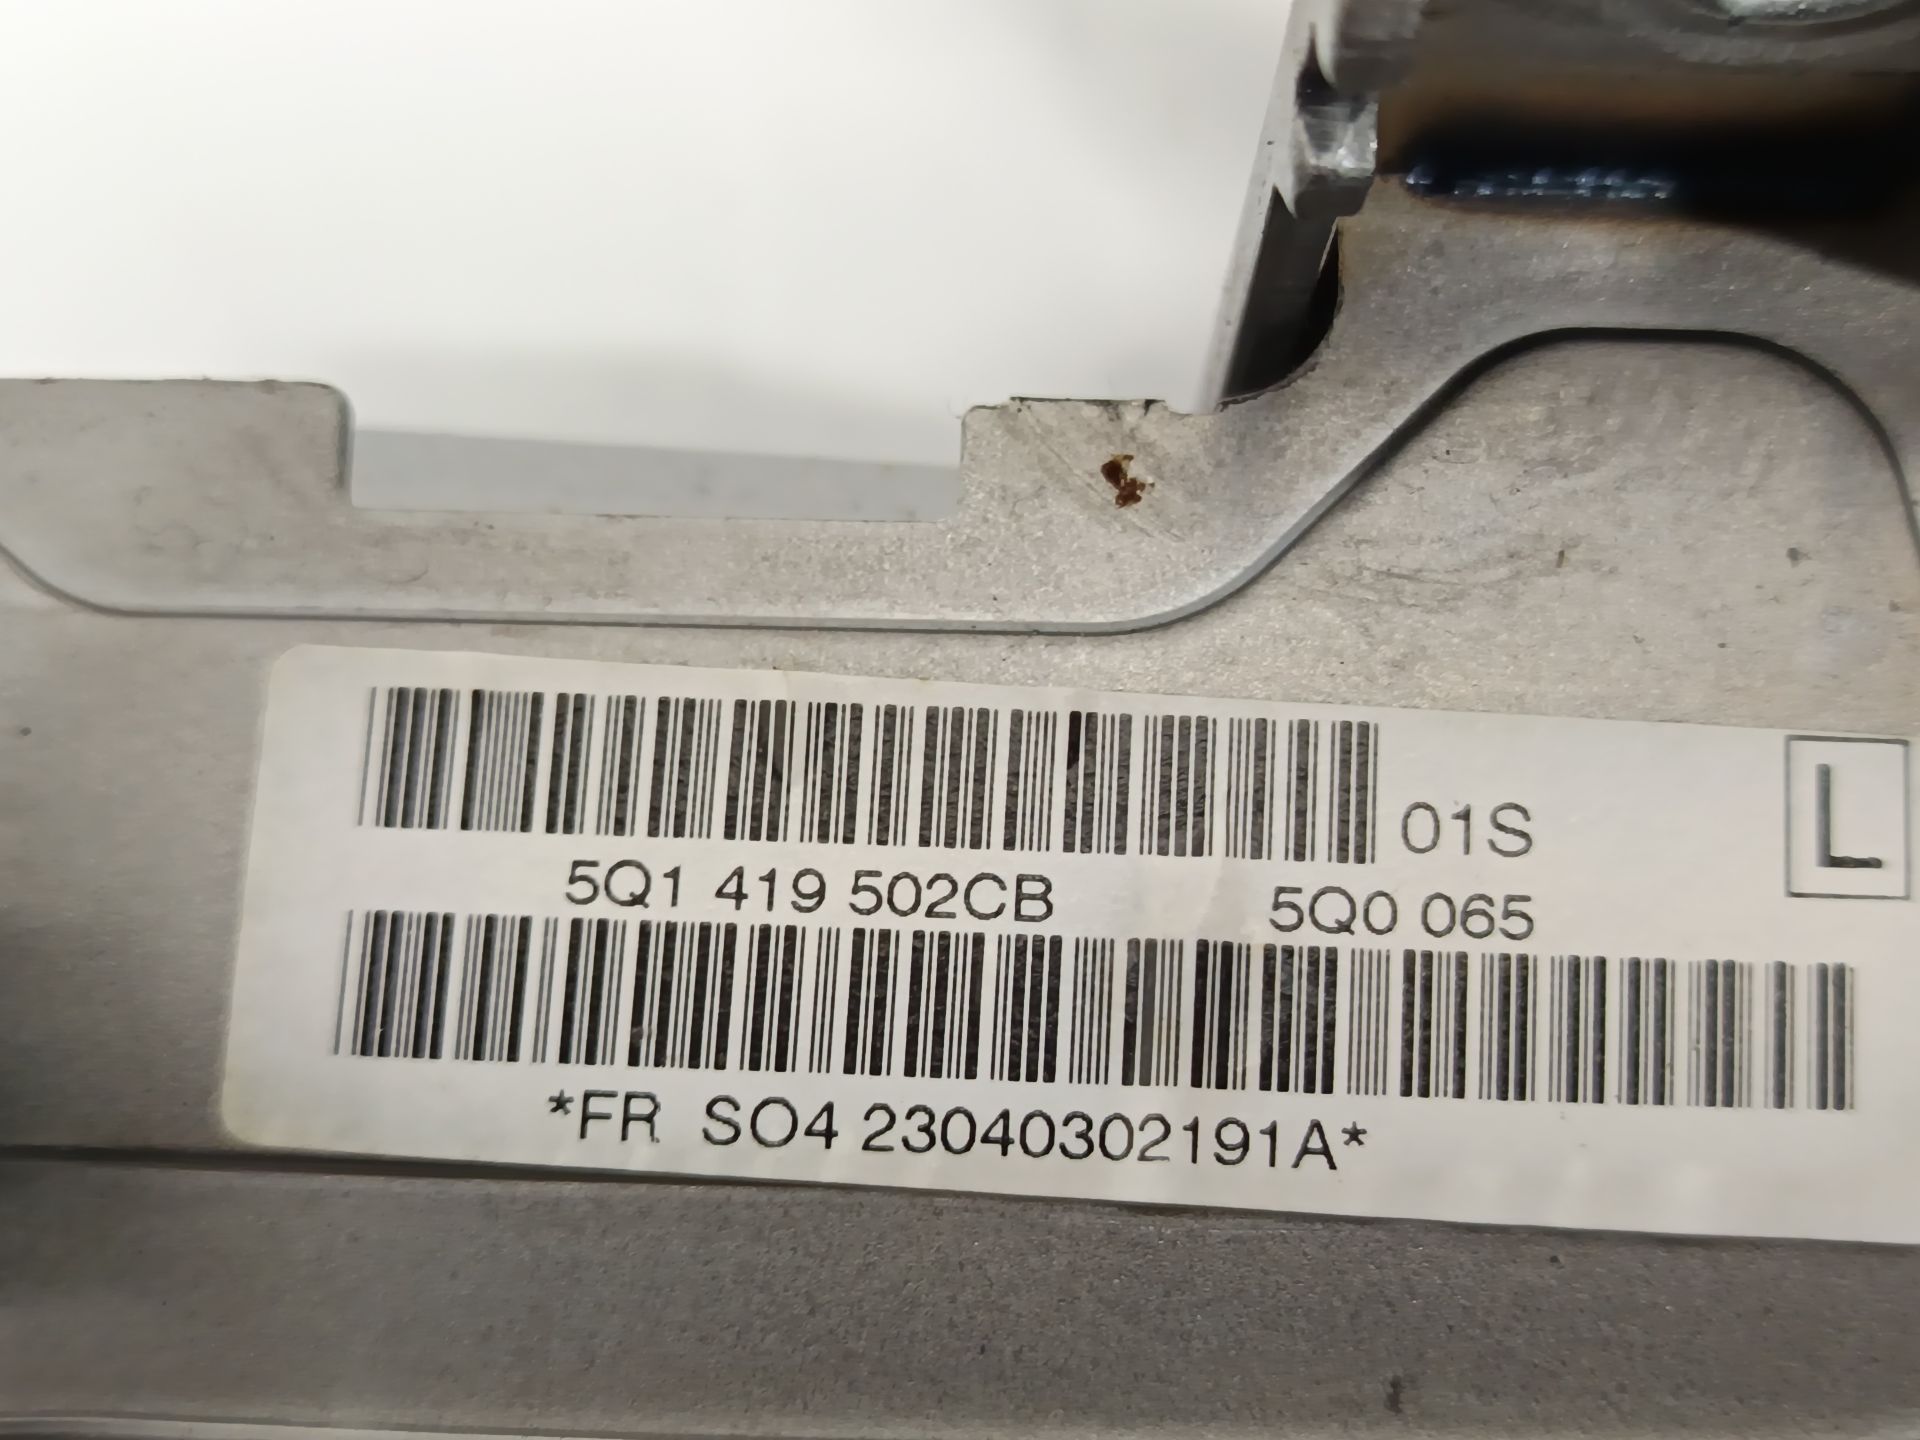 01S
L
5Q1 419 502CB 5Q0 065
*FR SO4 23040302191A*